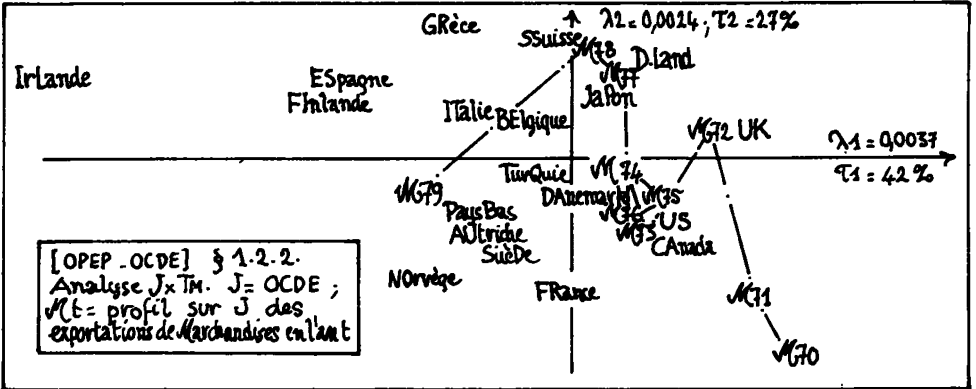 GRèce
λ2 = 0,0024 ; τ2 = 27%
SSuisse
M78
D.Land
Irlande
M77
ESpagne
FInlande
Japon
ITalie
BElgique
M72 UK
λ1 = 0,0037
τ1 = 42 %
TurQuie
M74
M79
DAnemark
M75
M76
US
M73
PaysBas
AUtriche
SuèDe
CAnada
NOrvège
FRance
M71
M70
[OPEP_OCDE] § 1.2.2.
Analyse J×TM. J = OCDE ;
Mt = profil sur J des
exportations de Marchandises en l'an t